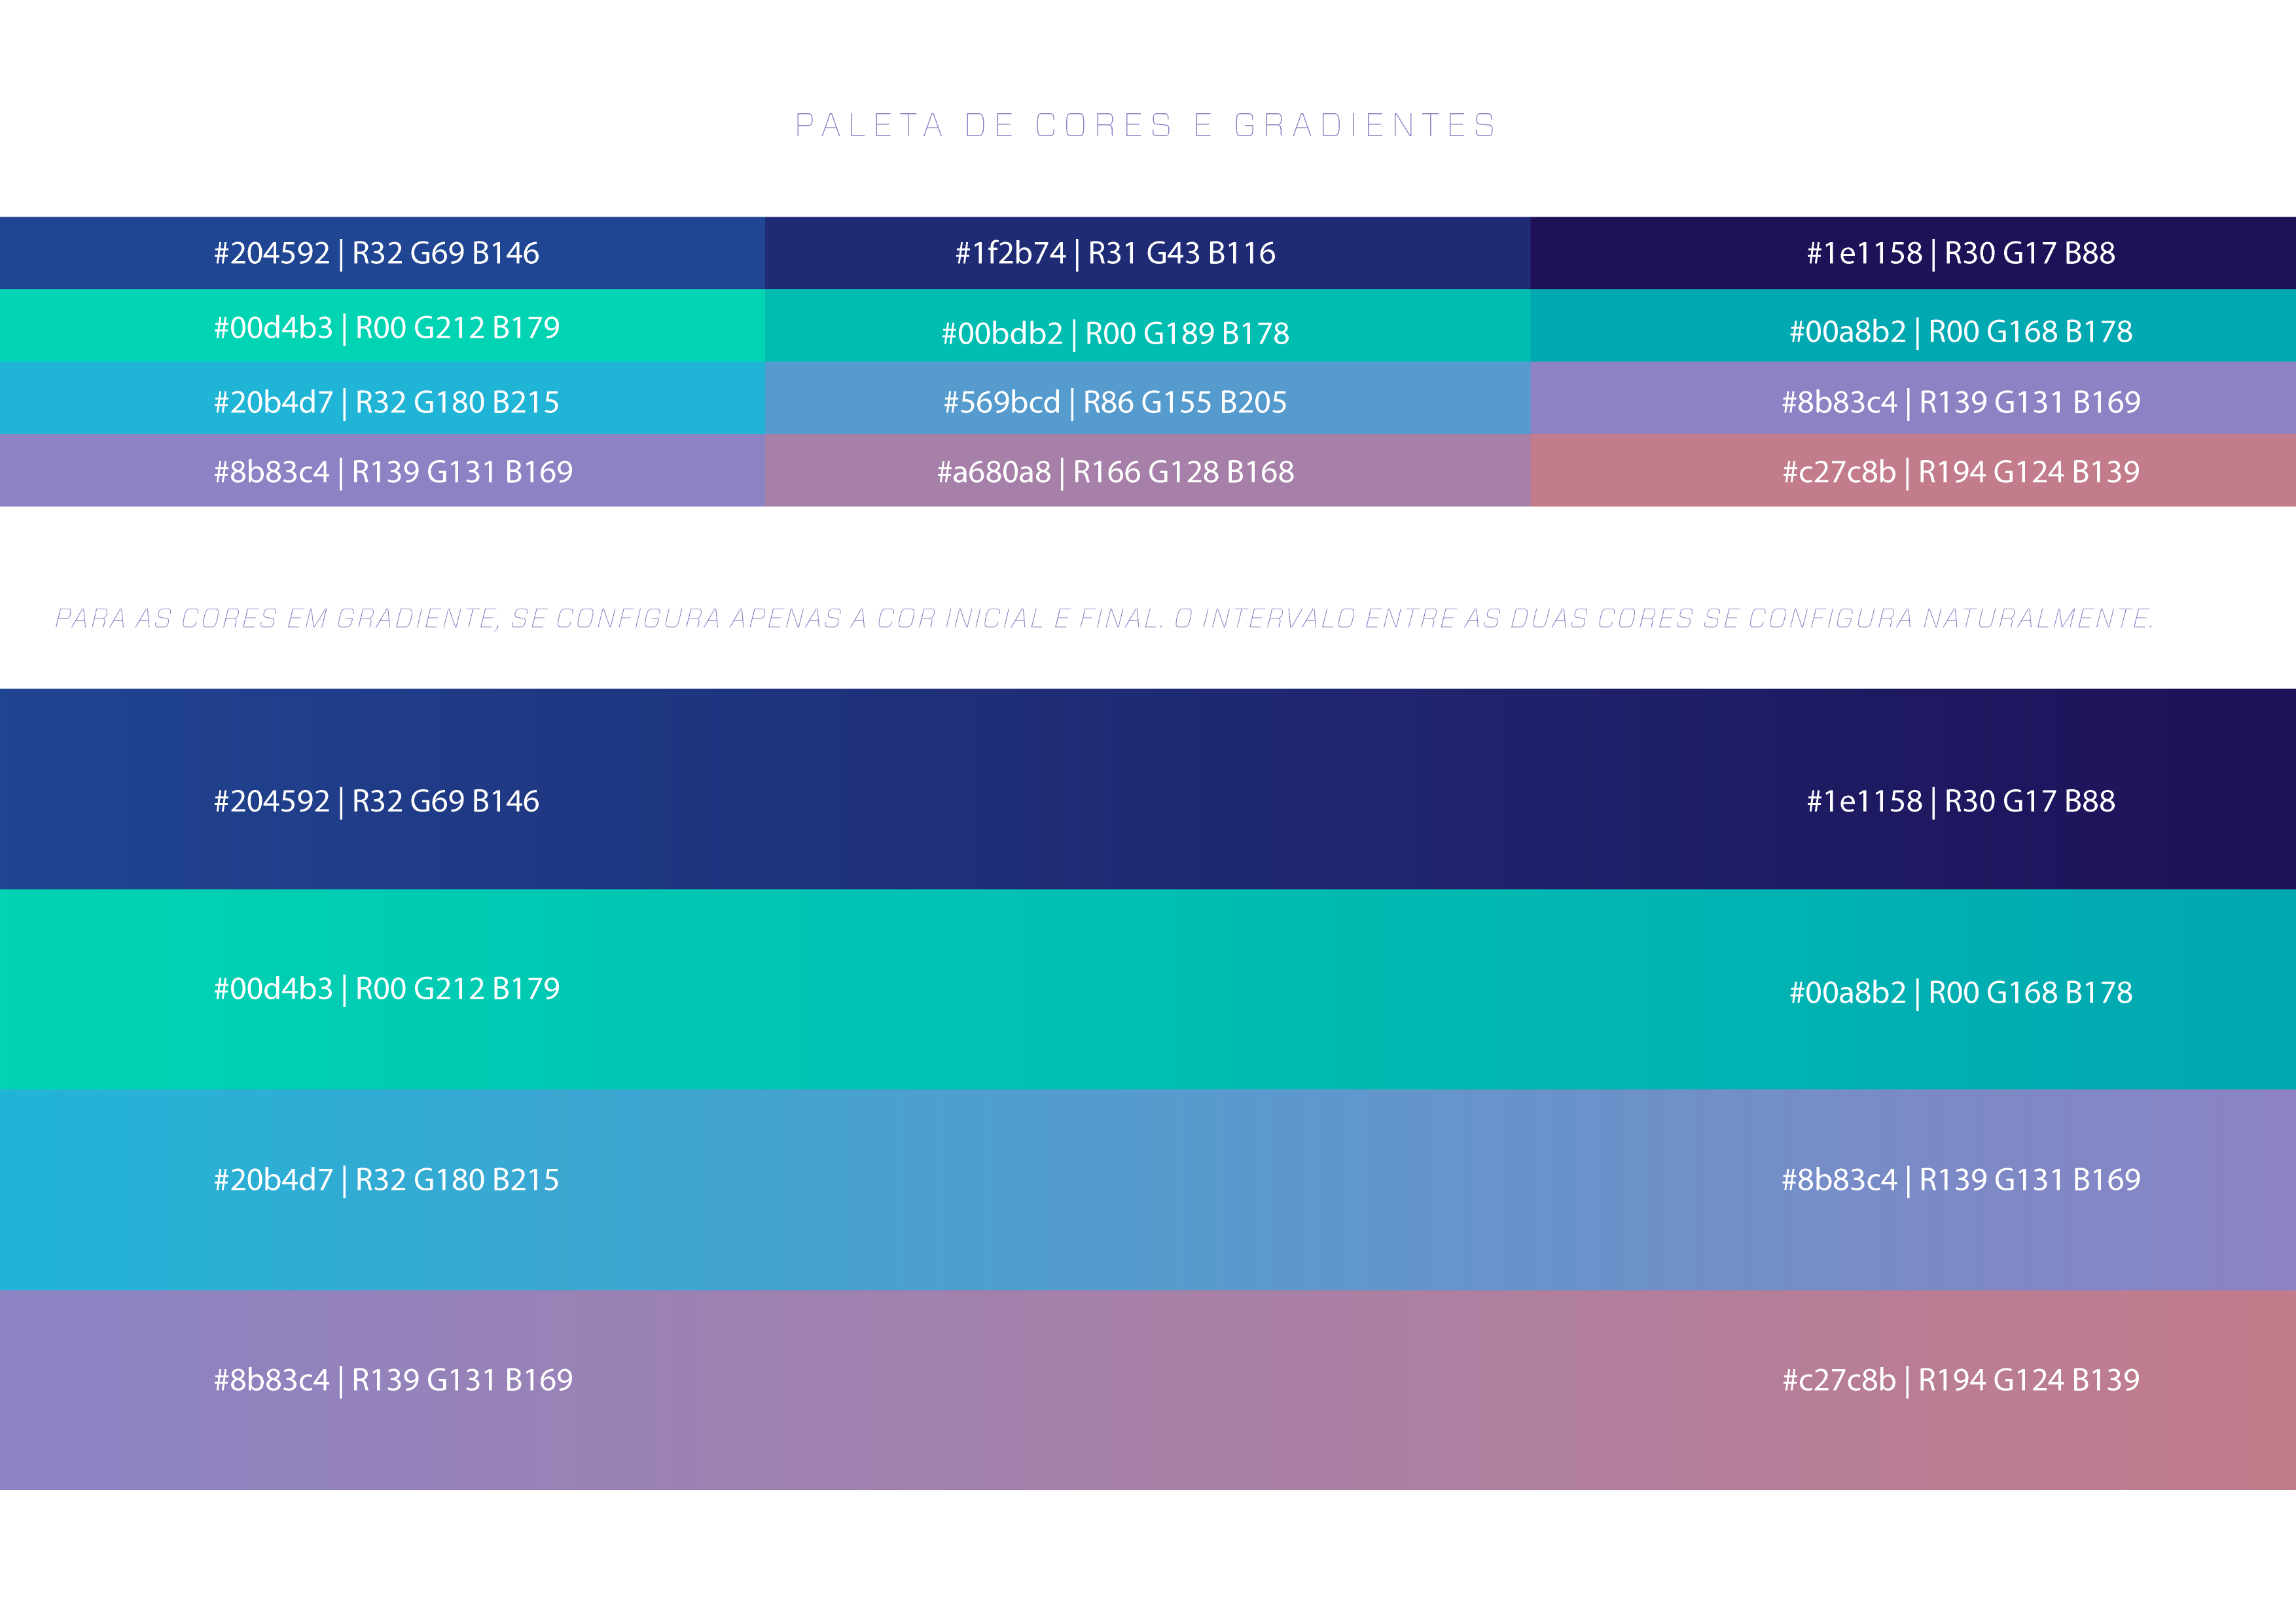 PALETA DE CORES E GRADIENTES
#204592 | R32 G69 B146
#1f2b74 | R31 G43 B116
#1e1158 | R30 G17 B88
#00d4b3 | R00 G212 B179
#00bdb2 | R00 G189 B178
#00a8b2 | R00 G168 B178
#20b4d7 | R32 G180 B215
#569bcd | R86 G155 B205
#8b83c4 | R139 G131 B169
#8b83c4 | R139 G131 B169
#a680a8 | R166 G128 B168
#c27c8b | R194 G124 B139
PARA AS CORES EM GRADIENTE, SE CONFIGURA APENAS A COR INICIAL E FINAL. O INTERVALO ENTRE AS DUAS CORES SE CONFIGURA NATURALMENTE.
#204592 | R32 G69 B146
#1e1158 | R30 G17 B88
#00d4b3 | R00 G212 B179
#00a8b2 | R00 G168 B178
#20b4d7 | R32 G180 B215
#8b83c4 | R139 G131 B169
#8b83c4 | R139 G131 B169
#c27c8b | R194 G124 B139